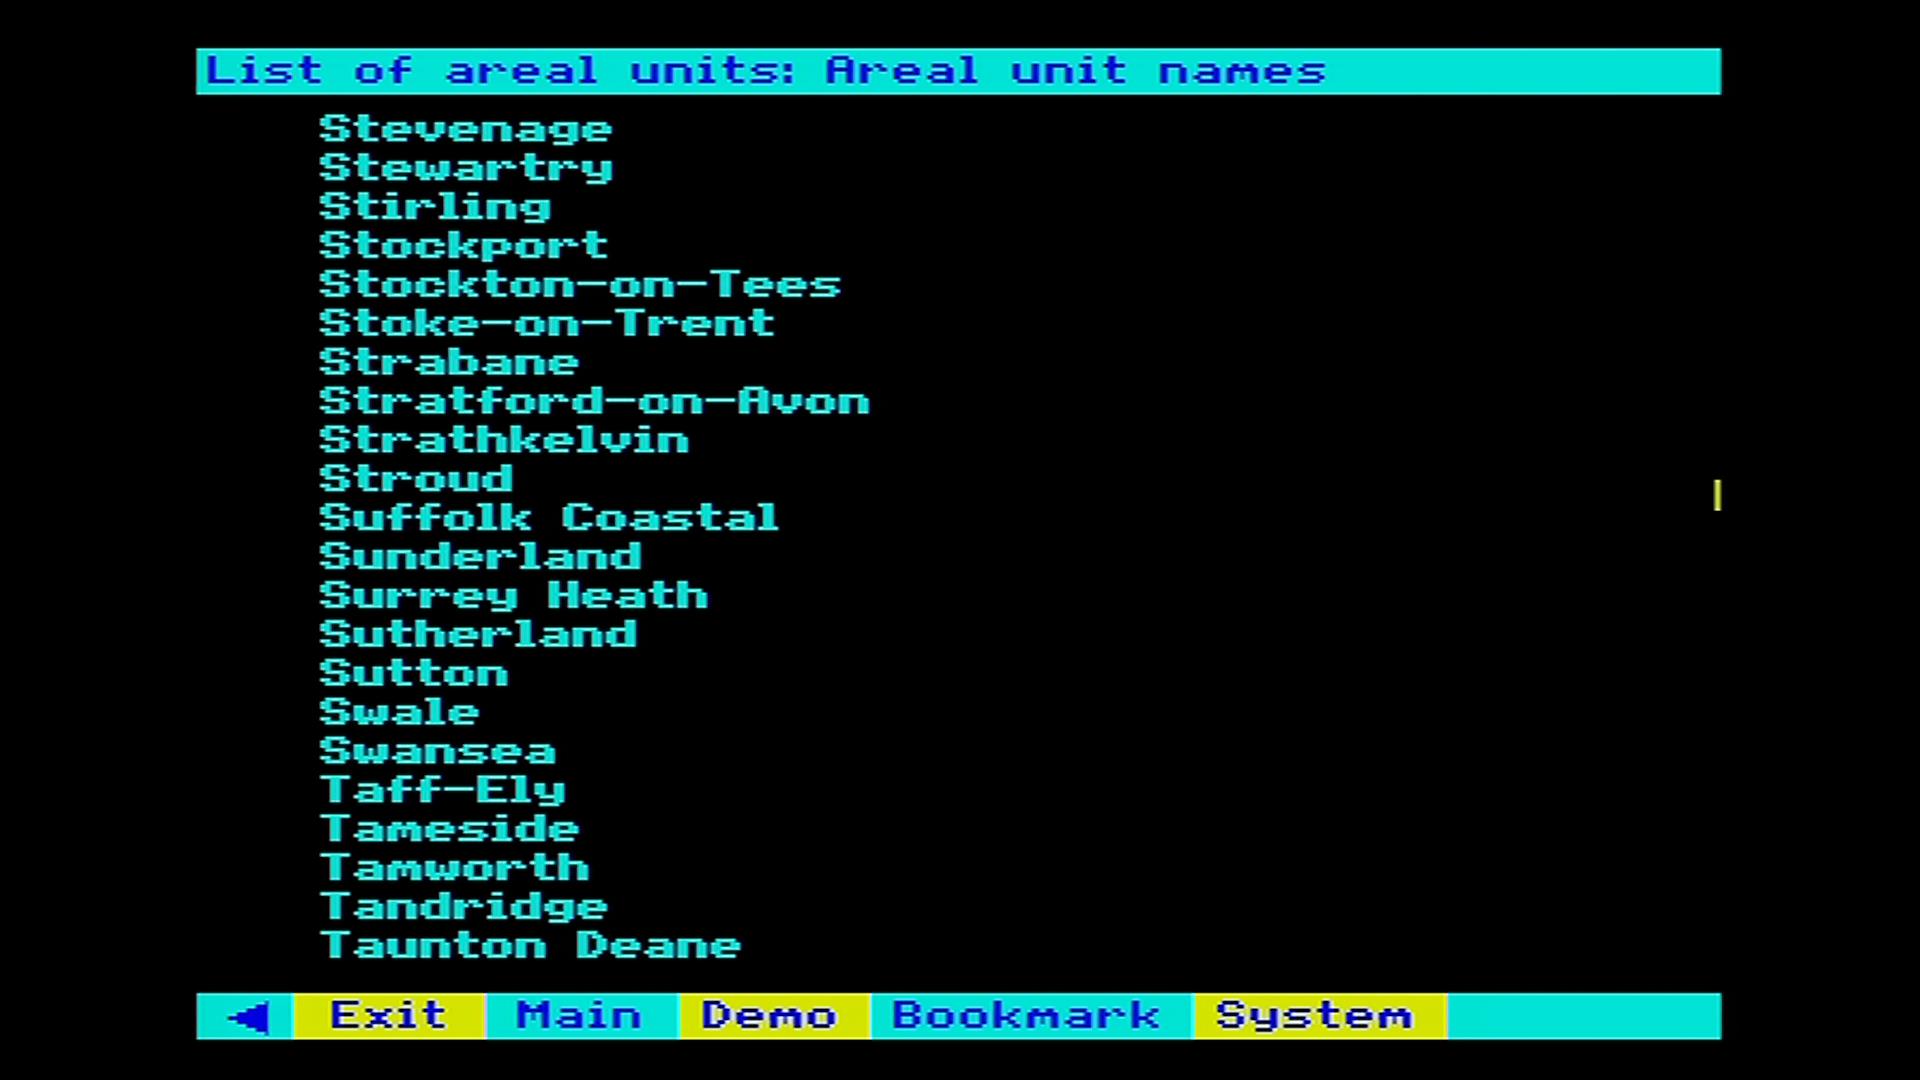 List of areal units: Areal unit names
Stevenage
Stewartry
Stirling
Stockport
Stockton-on-Tees
Stoke-on-Trent
Strabane
Stratford-on-Avon
Strathkelvin
Stroud
Suffolk Coastal
Sunderland
Surrey Heath
Sutherland
Sutton
Swale
Swansea
Taff-Ely
Tameside
Tamworth
Tandridge
Taunton Deane
Exit Main Demo Bookmark System